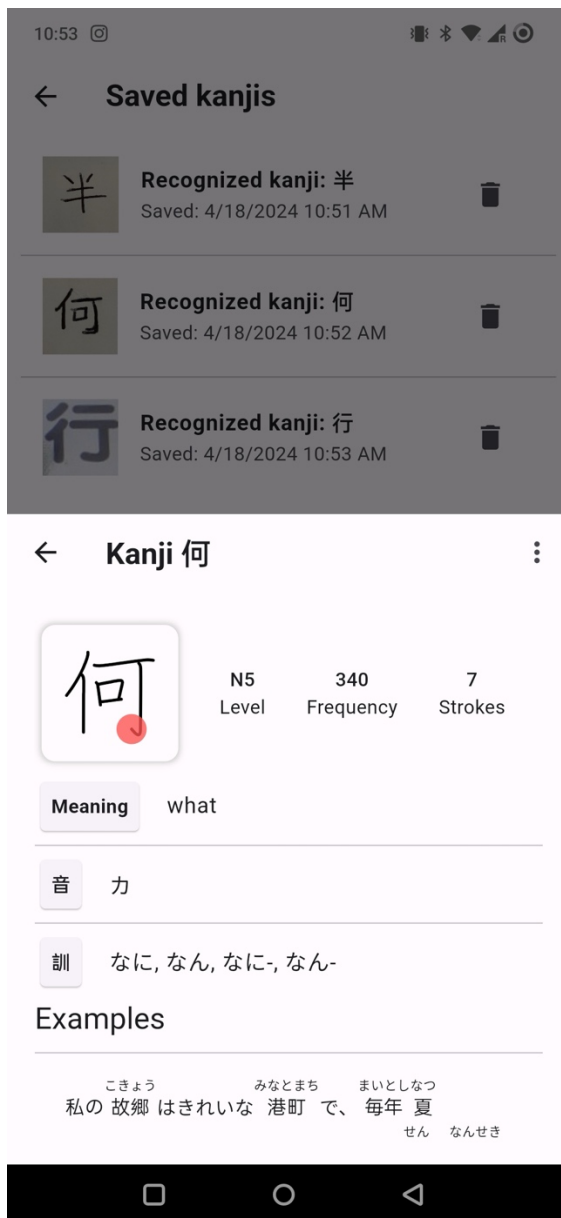 10:53
R
Saved kanjis
半
Recognized kanji: 半
Saved: 4/18/2024 10:51 AM
何
Recognized kanji: 何
Saved: 4/18/2024 10:52 AM
行
Recognized kanji: 行
Saved: 4/18/2024 10:53 AM
Kanji 何
何
N5 340 7
Level Frequency Strokes
Meaning what
音 カ
訓 なに, なん, なに-, なん-
Examples
こきょう みなとまち まいとしなつ
私の 故郷 はきれいな 港町 で、 毎年 夏
せん なんせき